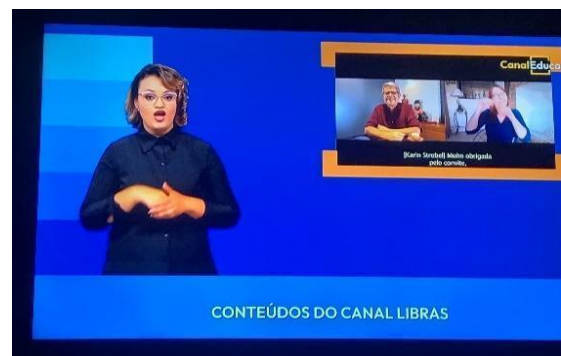 CanalEduca
[Karin Strobel] Muito obrigada
pelo convite,
CONTEÚDOS DO CANAL LIBRAS